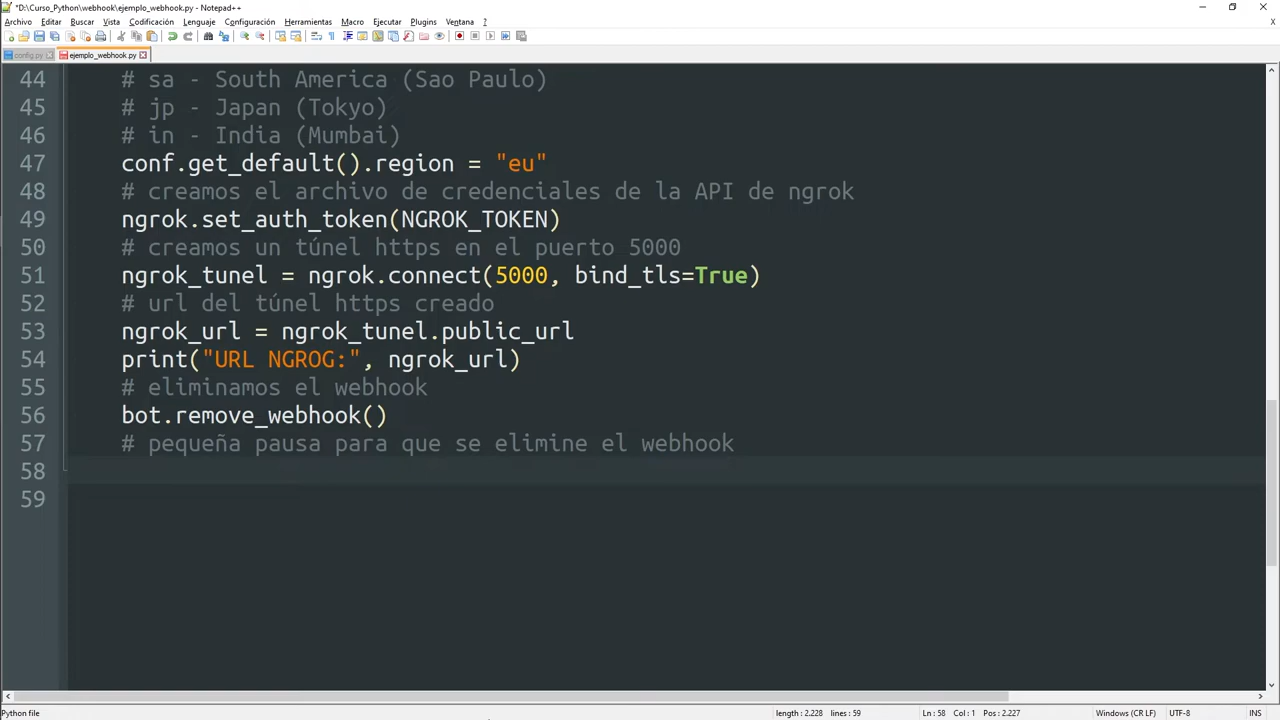 *D:\Curso_Python\webhook\ejemplo_webhook.py - Notepad++
Archivo Editar Buscar Vista Codificación Lenguaje Configuración Herramientas Macro Ejecutar Plugins Ventana ?
config.py ejemplo_webhook.py
44 # sa - South America (Sao Paulo)
45 # jp - Japan (Tokyo)
46 # in - India (Mumbai)
47 conf.get_default().region = "eu"
48 # creamos el archivo de credenciales de la API de ngrok
49 ngrok.set_auth_token(NGROK_TOKEN)
50 # creamos un túnel https en el puerto 5000
51 ngrok_tunel = ngrok.connect(5000, bind_tls=True)
52 # url del túnel https creado
53 ngrok_url = ngrok_tunel.public_url
54 print("URL NGROG:", ngrok_url)
55 # eliminamos el webhook
56 bot.remove_webhook()
57 # pequeña pausa para que se elimine el webhook
58
59
Python file length : 2.228 lines : 59 Ln : 58 Col : 1 Pos : 2.227 Windows (CR LF) UTF-8 INS